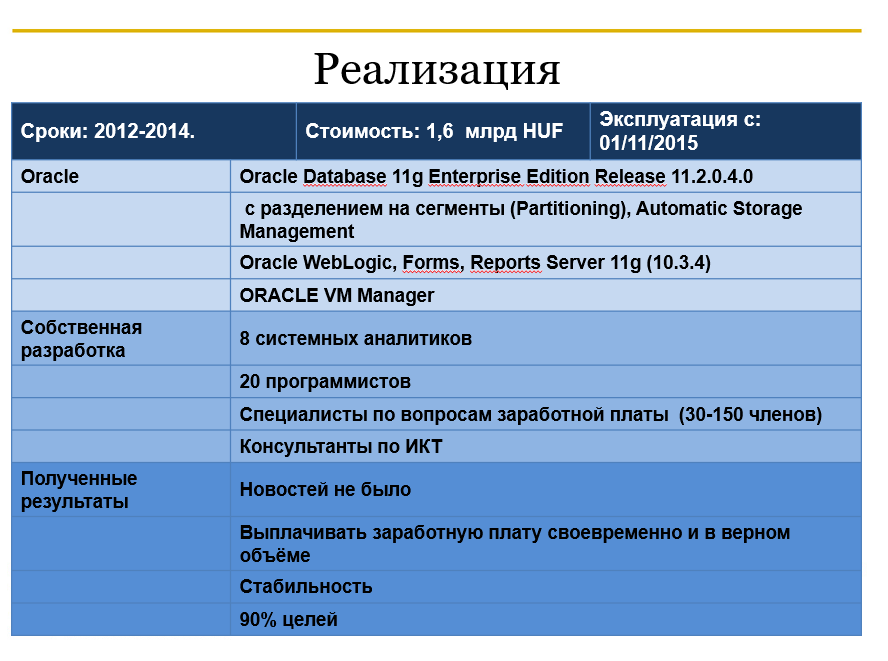 Реализация
Сроки: 2012-2014.
Стоимость: 1,6 млрд HUF
Эксплуатация с:
01/11/2015
Oracle
Oracle Database 11g Enterprise Edition Release 11.2.0.4.0
с разделением на сегменты (Partitioning), Automatic Storage
Management
Oracle WebLogic, Forms, Reports Server 11g (10.3.4)
ORACLE VM Manager
Собственная
разработка
8 системных аналитиков
20 программистов
Специалисты по вопросам заработной платы (30-150 членов)
Консультанты по ИКТ
Полученные
результаты
Новостей не было
Выплачивать заработную плату своевременно и в верном
объёме
Стабильность
90% целей